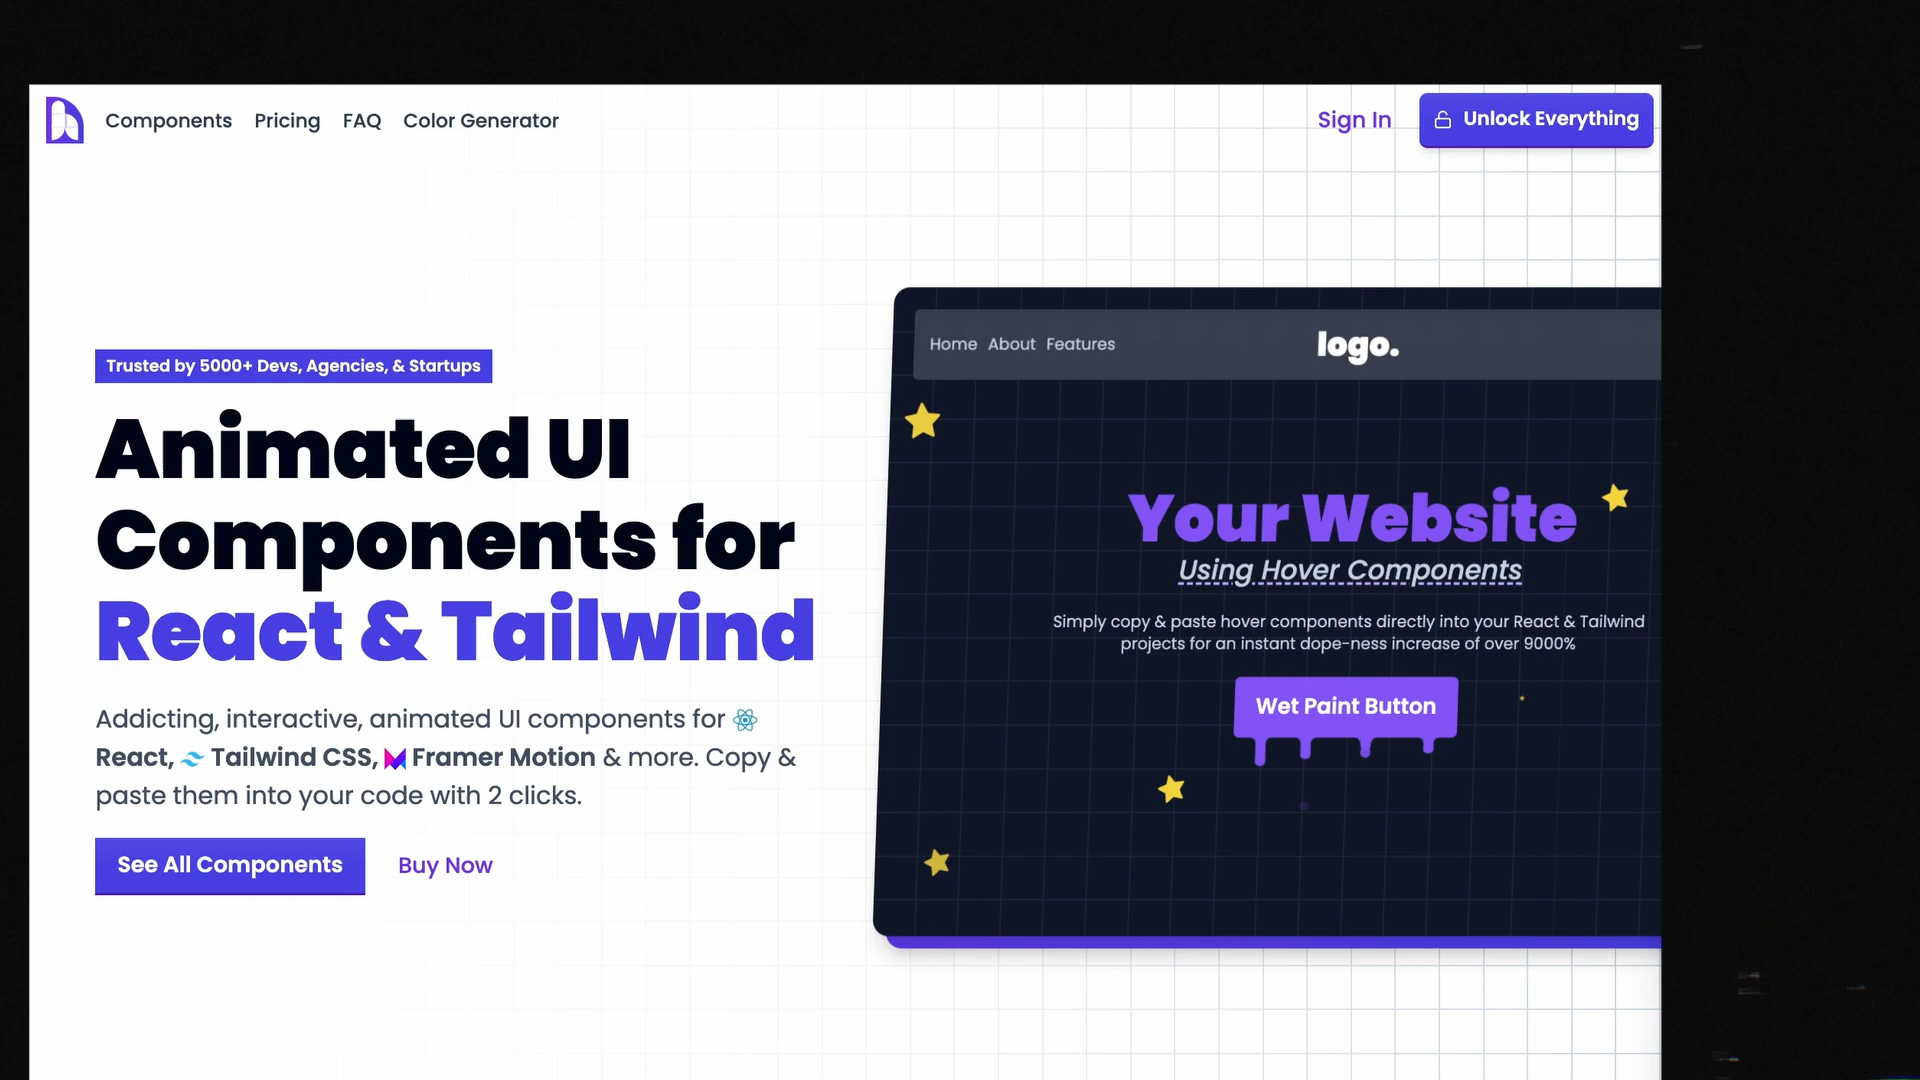 Components Pricing FAQ Color Generator
Sign In
Unlock Everything
Trusted by 5000+ Devs, Agencies, & Startups
Animated UI
Components for
React & Tailwind
Addicting, interactive, animated UI components for
React, Tailwind CSS, Framer Motion & more. Copy &
paste them into your code with 2 clicks.
See All Components
Buy Now
Home About Features
logo.
Your Website
Using Hover Components
Simply copy & paste hover components directly into your React & Tailwind
projects for an instant dope-ness increase of over 9000%
Wet Paint Button